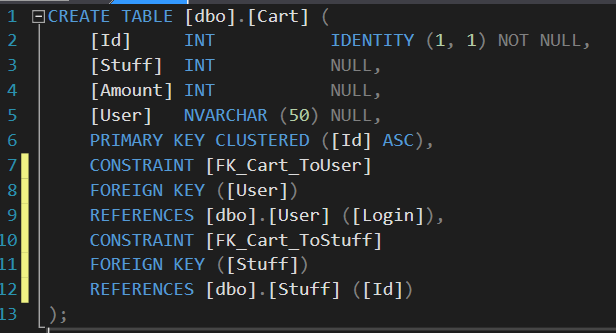 1 CREATE TABLE [dbo].[Cart] (
2 [Id] INT IDENTITY (1, 1) NOT NULL,
3 [Stuff] INT NULL,
4 [Amount] INT NULL,
5 [User] NVARCHAR (50) NULL,
6 PRIMARY KEY CLUSTERED ([Id] ASC),
7 CONSTRAINT [FK_Cart_ToUser]
8 FOREIGN KEY ([User])
9 REFERENCES [dbo].[User] ([Login]),
10 CONSTRAINT [FK_Cart_ToStuff]
11 FOREIGN KEY ([Stuff])
12 REFERENCES [dbo].[Stuff] ([Id])
13 );